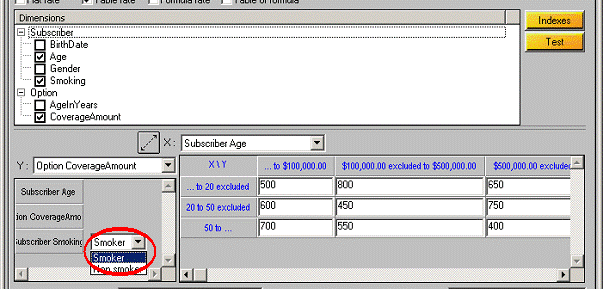 Flat rate Table rate Formula rate Table of formula
Dimensions
Subscriber
BirthDate
Age
Gender
Smoking
Option
AgeInYears
CoverageAmount
Indexes
Test
X: Subscriber Age
Y: Option CoverageAmount
X \ Y ... to $100,000.00 $100,000.00 excluded to $500,000.00 $500,000.00 exclude
... to 20 excluded 500 800 650
20 to 50 excluded 600 450 750
50 to ... 700 550 400
Subscriber Age
ion CoverageAmo
Subscriber Smoking Smoker
Smoker
Non smoker